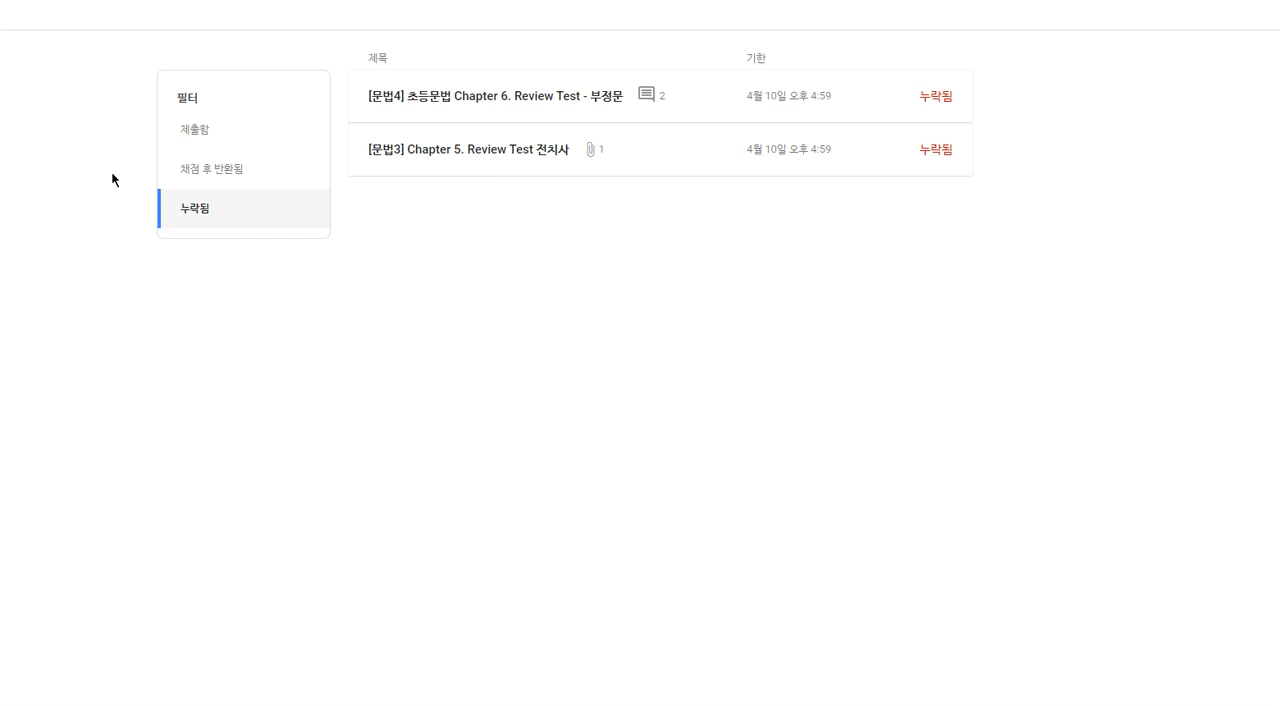 제목 기한
필터
제출함
채점 후 반환됨
누락됨
[문법4] 초등문법 Chapter 6. Review Test - 부정문 2 4월 10일 오후 4:59 누락됨
[문법3] Chapter 5. Review Test 전치사 1 4월 10일 오후 4:59 누락됨